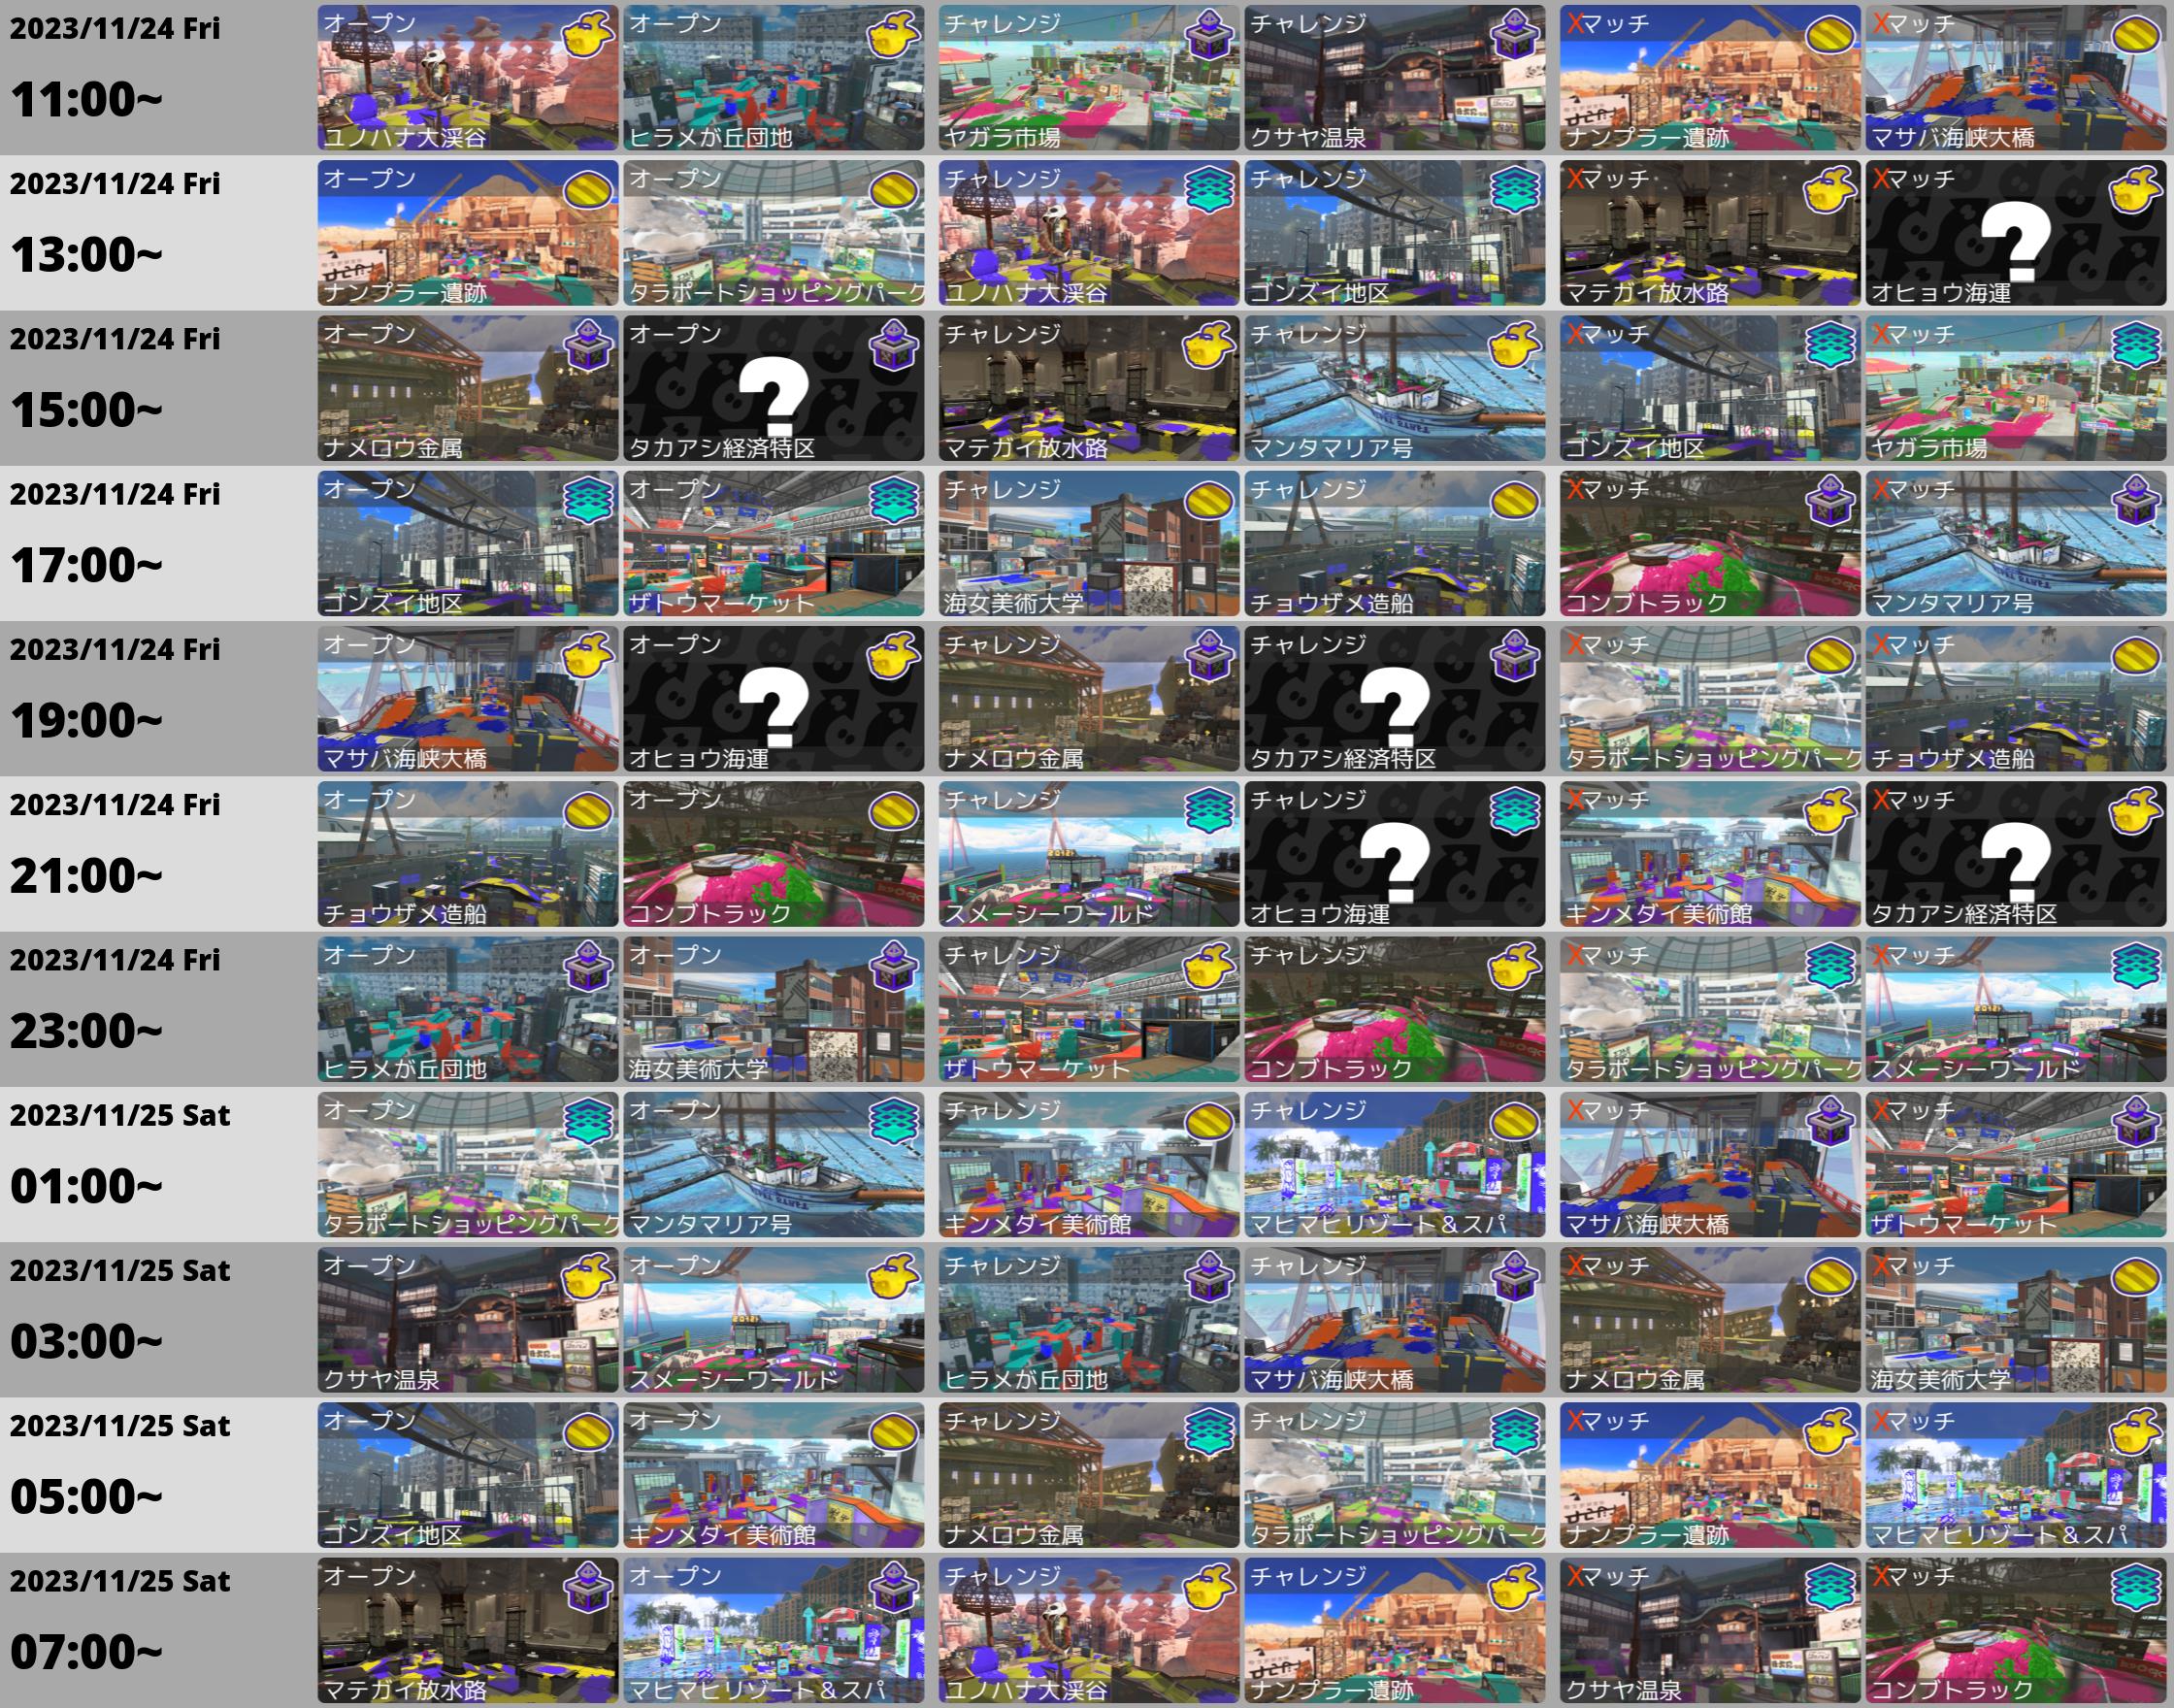 2023/11/24 Fri
11:00~
オープン
ユノハナ大渓谷
オープン
ヒラメが丘団地
チャレンジ
ヤガラ市場
チャレンジ
クサヤ温泉
Xマッチ
ナンプラー遺跡
Xマッチ
マサバ海峡大橋
2023/11/24 Fri
13:00~
オープン
ナンプラー遺跡
オープン
タラポートショッピングパーク
チャレンジ
ユノハナ大渓谷
チャレンジ
ゴンズイ地区
Xマッチ
マテガイ放水路
Xマッチ
?
オヒョウ海運
2023/11/24 Fri
15:00~
オープン
ナメロウ金属
オープン
?
タカアシ経済特区
チャレンジ
マテガイ放水路
チャレンジ
マンタマリア号
Xマッチ
ゴンズイ地区
Xマッチ
ヤガラ市場
2023/11/24 Fri
17:00~
オープン
ゴンズイ地区
オープン
ザトウマーケット
チャレンジ
海女美術大学
チャレンジ
チョウザメ造船
Xマッチ
コンブトラック
Xマッチ
マンタマリア号
2023/11/24 Fri
19:00~
オープン
マサバ海峡大橋
オープン
?
オヒョウ海運
チャレンジ
ナメロウ金属
チャレンジ
?
タカアシ経済特区
Xマッチ
タラポートショッピングパーク
Xマッチ
チョウザメ造船
2023/11/24 Fri
21:00~
オープン
チョウザメ造船
オープン
コンブトラック
チャレンジ
スメーシーワールド
チャレンジ
?
オヒョウ海運
Xマッチ
キンメダイ美術館
Xマッチ
?
タカアシ経済特区
2023/11/24 Fri
23:00~
オープン
ヒラメが丘団地
オープン
海女美術大学
チャレンジ
ザトウマーケット
チャレンジ
コンブトラック
Xマッチ
タラポートショッピングパーク
Xマッチ
スメーシーワールド
2023/11/25 Sat
01:00~
オープン
タラポートショッピングパーク
オープン
マンタマリア号
チャレンジ
キンメダイ美術館
チャレンジ
マヒマヒリゾート＆スパ
Xマッチ
マサバ海峡大橋
Xマッチ
ザトウマーケット
2023/11/25 Sat
03:00~
オープン
クサヤ温泉
オープン
スメーシーワールド
チャレンジ
ヒラメが丘団地
チャレンジ
マサバ海峡大橋
Xマッチ
ナメロウ金属
Xマッチ
海女美術大学
2023/11/25 Sat
05:00~
オープン
ゴンズイ地区
オープン
キンメダイ美術館
チャレンジ
ナメロウ金属
チャレンジ
タラポートショッピングパーク
Xマッチ
ナンプラー遺跡
Xマッチ
マヒマヒリゾート＆スパ
2023/11/25 Sat
07:00~
オープン
マテガイ放水路
オープン
マヒマヒリゾート＆スパ
チャレンジ
ユノハナ大渓谷
チャレンジ
ナンプラー遺跡
Xマッチ
クサヤ温泉
Xマッチ
コンブトラック